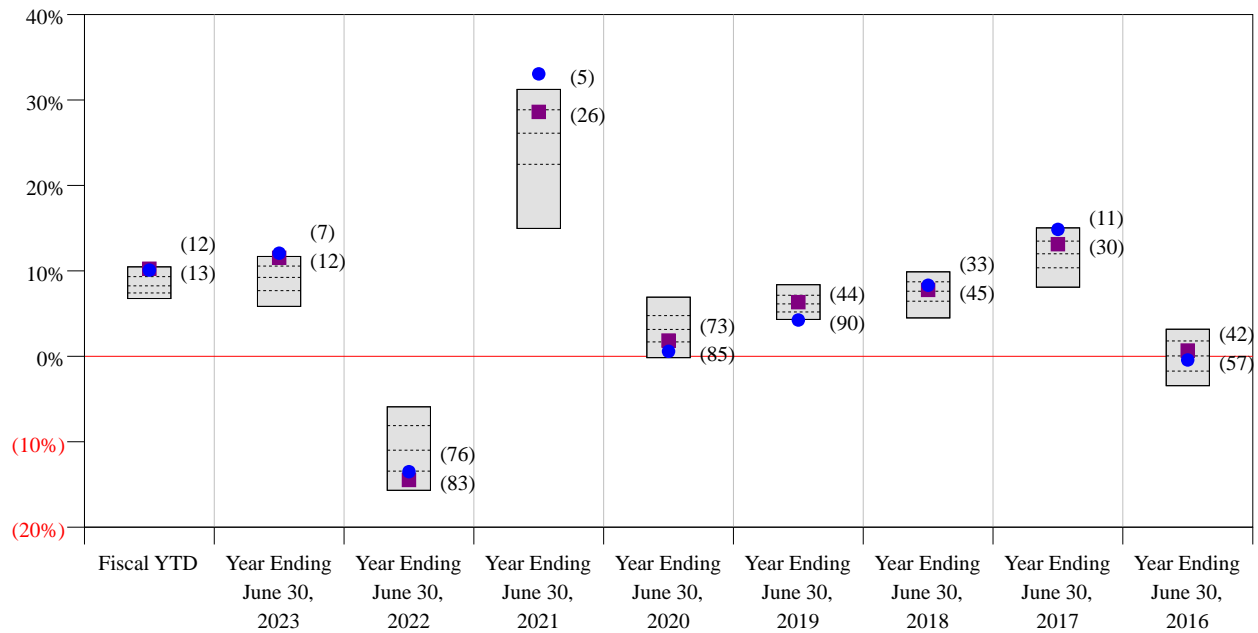 40%
30%
20%
10%
0%
(10%)
(20%)
(12)
(13)
(7)
(12)
(76)
(83)
(5)
(26)
(73)
(85)
(44)
(90)
(33)
(45)
(11)
(30)
(42)
(57)
Fiscal YTD
Year Ending
June 30,
2023
Year Ending
June 30,
2022
Year Ending
June 30,
2021
Year Ending
June 30,
2020
Year Ending
June 30,
2019
Year Ending
June 30,
2018
Year Ending
June 30,
2017
Year Ending
June 30,
2016